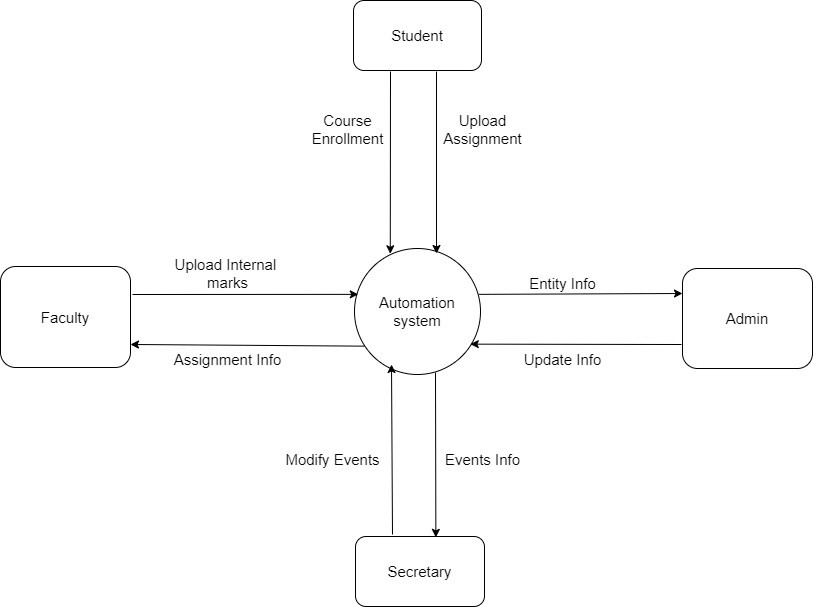 Student
Course
Enrollment
Upload
Assignment
Upload Internal
marks
Entity Info
Faculty
Automation
system
Admin
Assignment Info
Update Info
Modify Events
Events Info
Secretary